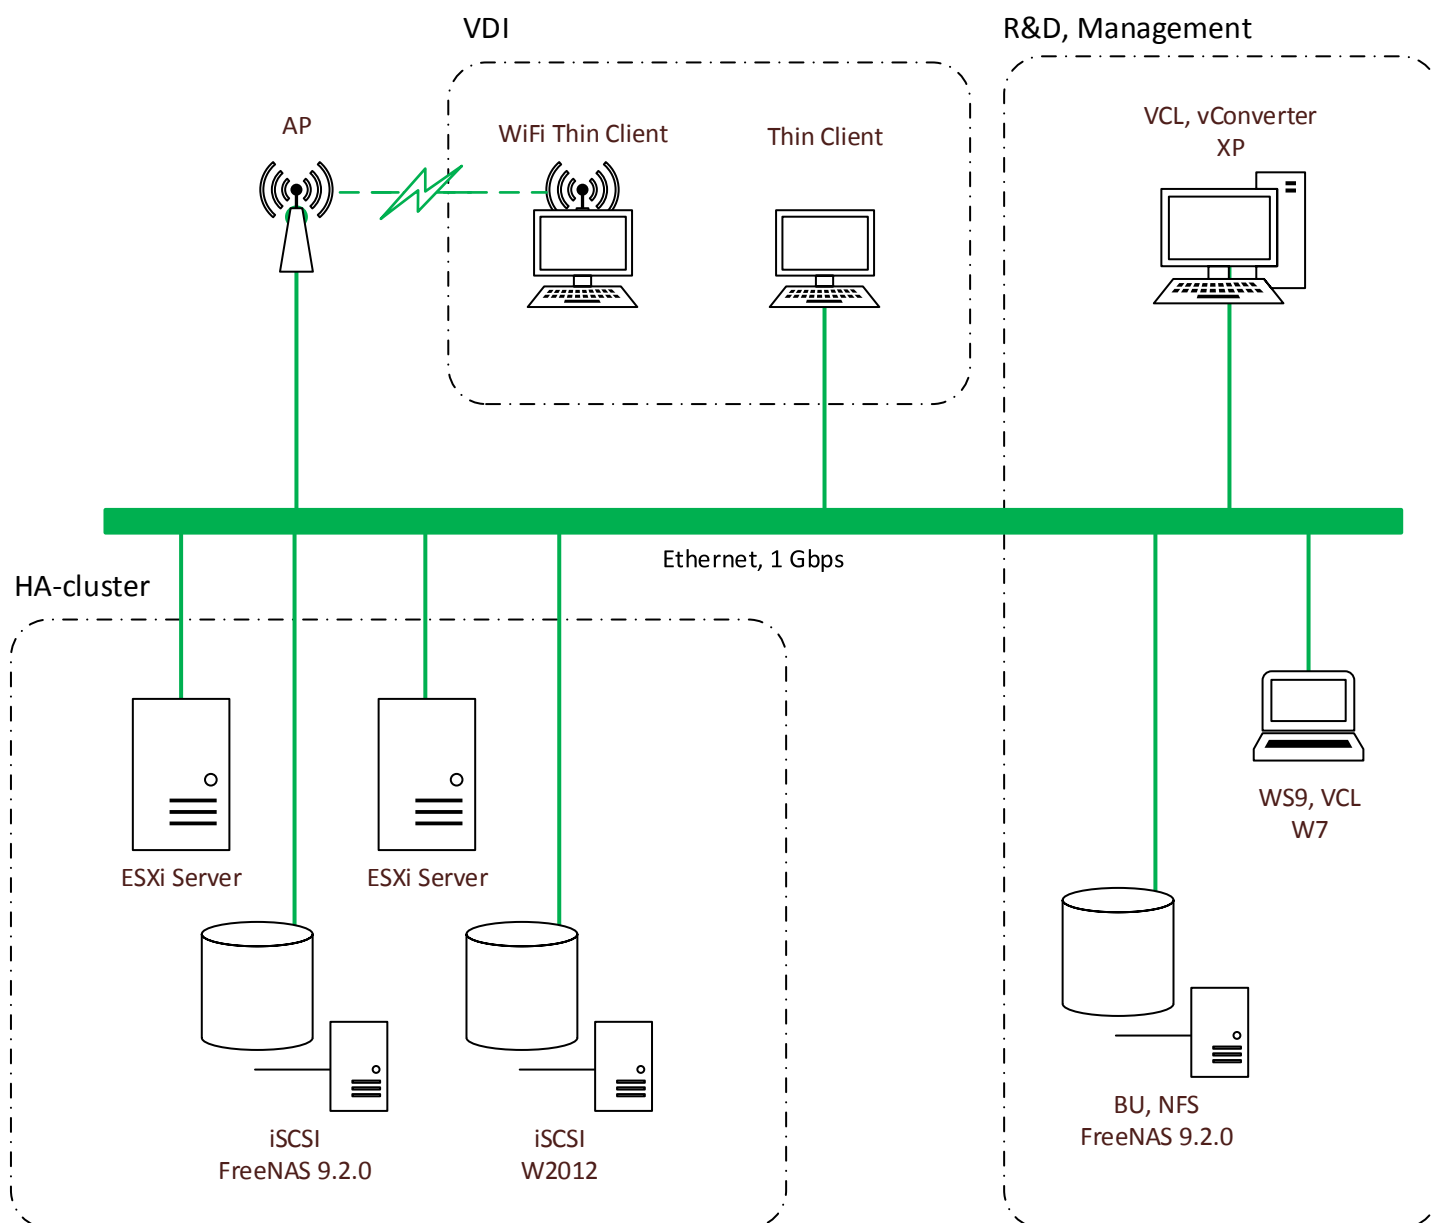 VDI
R&D, Management
AP
WiFi Thin Client
Thin Client
VCL, vConverter
XP
Ethernet, 1 Gbps
HA-cluster
ESXi Server
ESXi Server
WS9, VCL
W7
iSCSI
FreeNAS 9.2.0
iSCSI
W2012
BU, NFS
FreeNAS 9.2.0